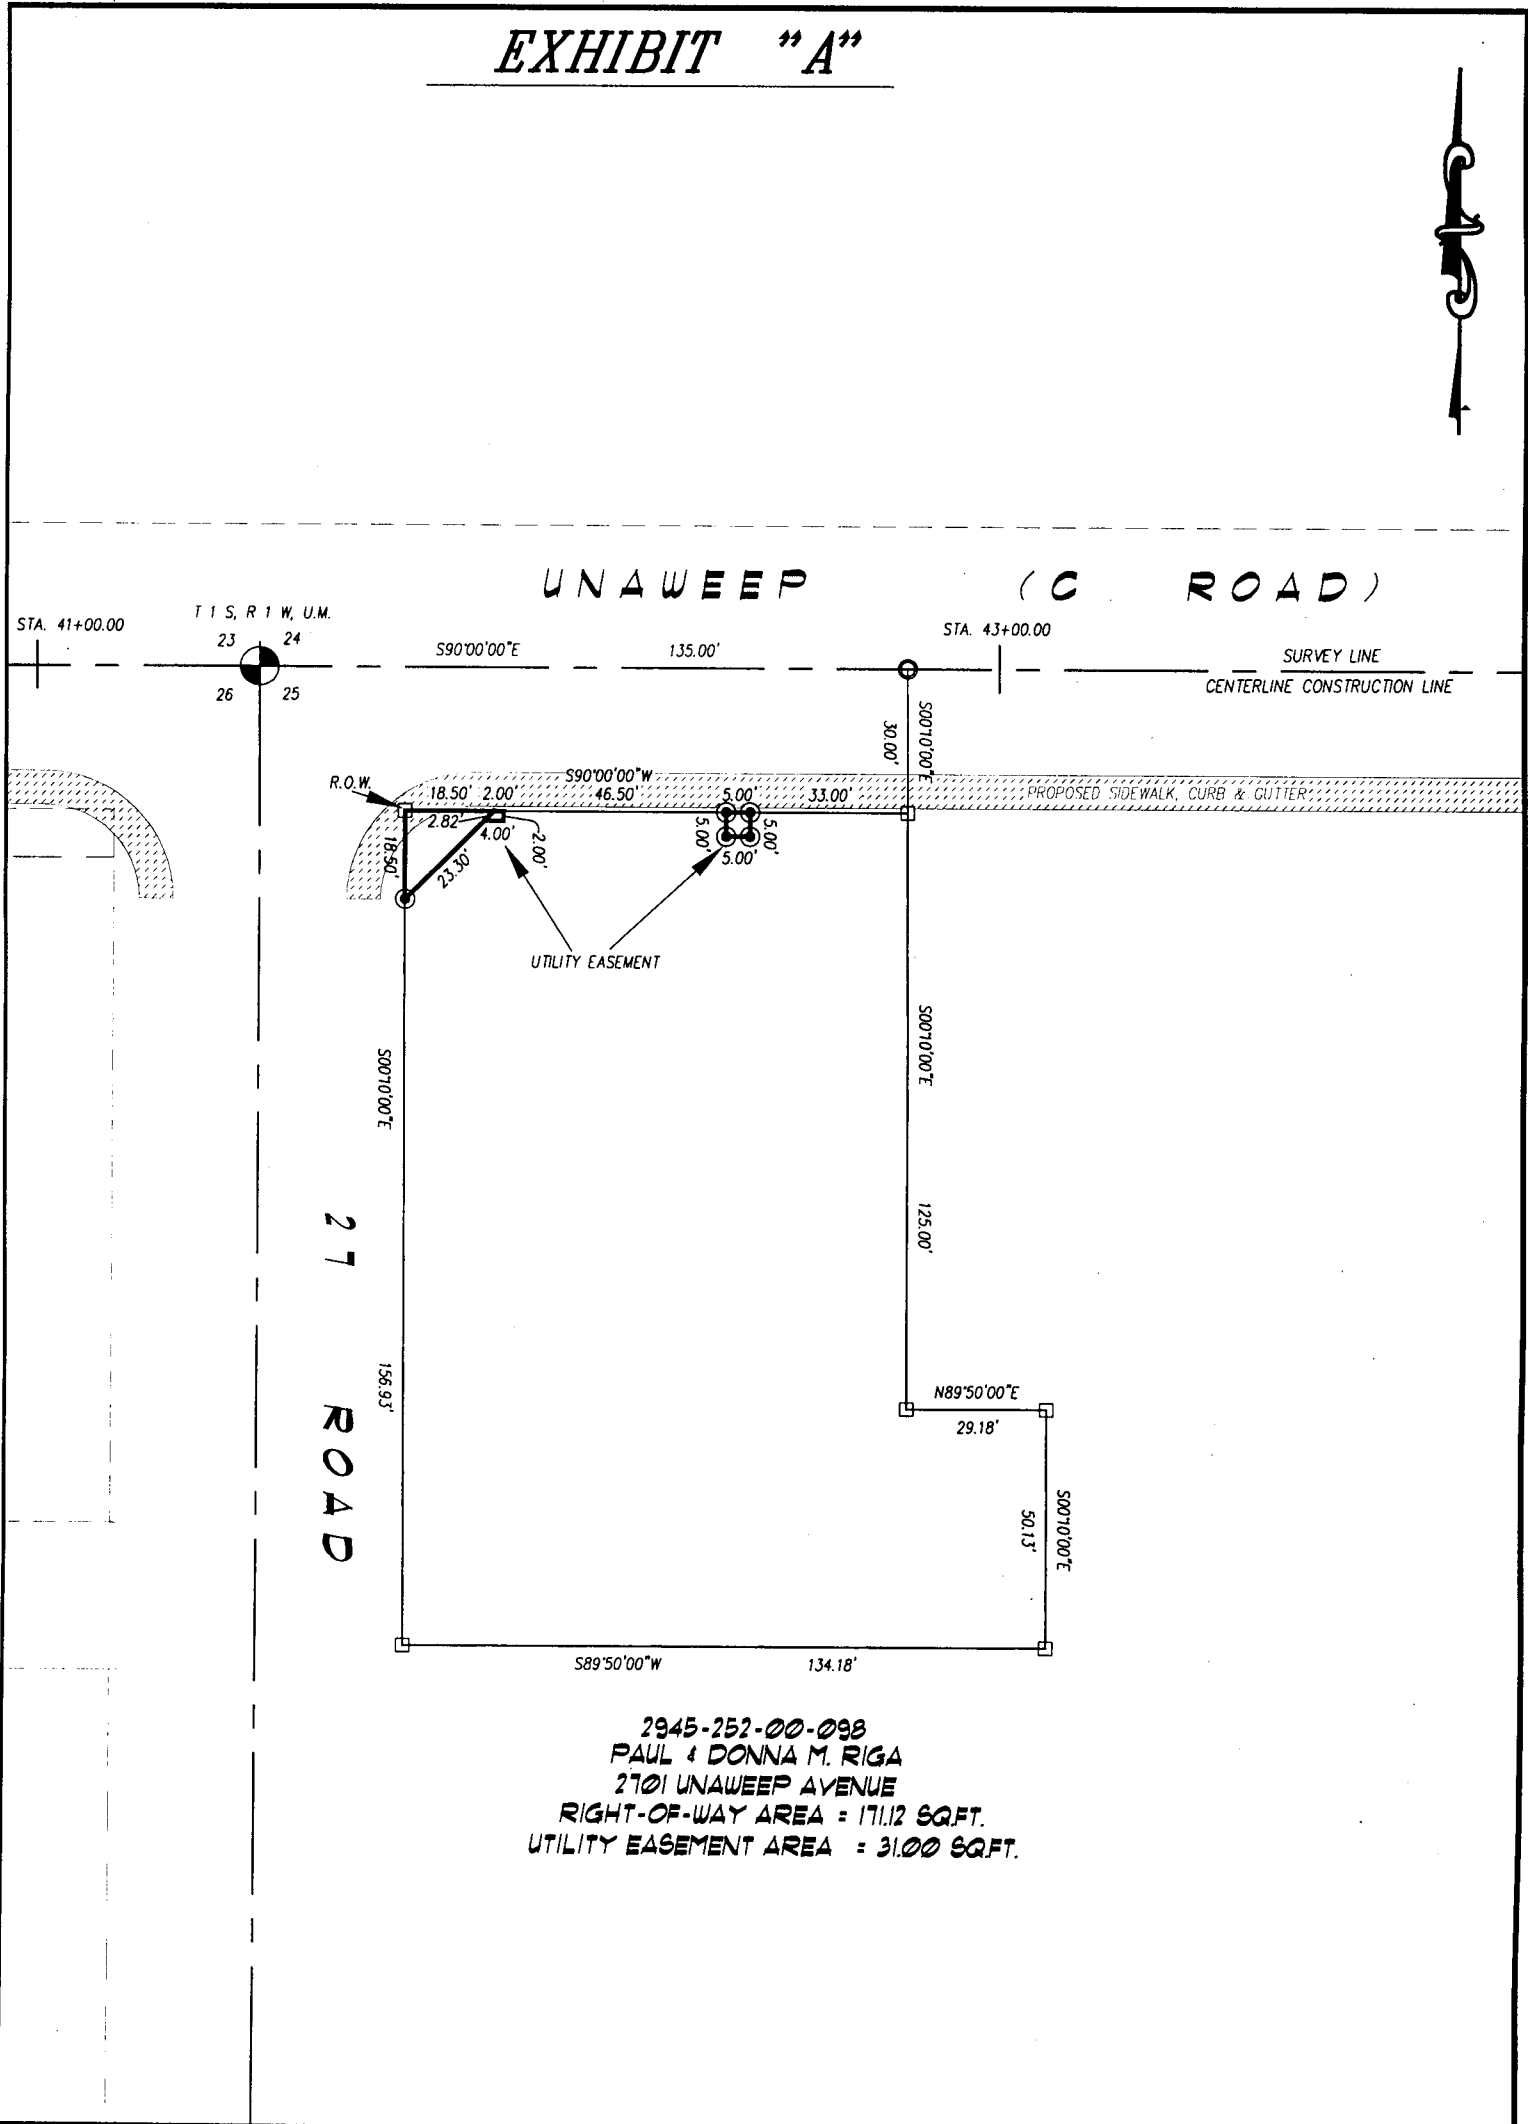 EXHIBIT "A"
UNAWEEP (C ROAD)
STA. 41+00.00
T 1 S, R 1 W, U.M.
23 24
26 25
S90°00'00"E 135.00'
STA. 43+00.00
SURVEY LINE
CENTERLINE CONSTRUCTION LINE
S00°10'00"E
30.00'
R.O.W.
S90°00'00"W
18.50' 2.00' 46.50' 5.00' 33.00'
PROPOSED SIDEWALK, CURB & GUTTER
2.82'
4.00'
2.00'
18.50'
23.30'
5.00'
5.00'
5.00'
UTILITY EASEMENT
S00°10'00"E
156.93'
S00°10'00"E
125.00'
27 ROAD
N89°50'00"E
29.18'
S00°10'00"E
50.13'
S89°50'00"W 134.18'
2945-252-00-098
PAUL & DONNA M. RIGA
2701 UNAWEEP AVENUE
RIGHT-OF-WAY AREA = 171.12 SQ.FT.
UTILITY EASEMENT AREA = 31.00 SQ.FT.